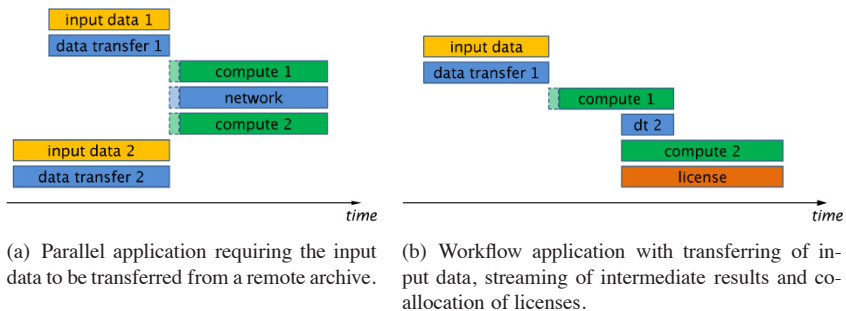 input data 1
data transfer 1
compute 1
network
compute 2
input data 2
data transfer 2
time
(a) Parallel application requiring the input
data to be transferred from a remote archive.
input data
data transfer 1
compute 1
dt 2
compute 2
license
time
(b) Workflow application with transferring of in-
put data, streaming of intermediate results and co-
allocation of licenses.